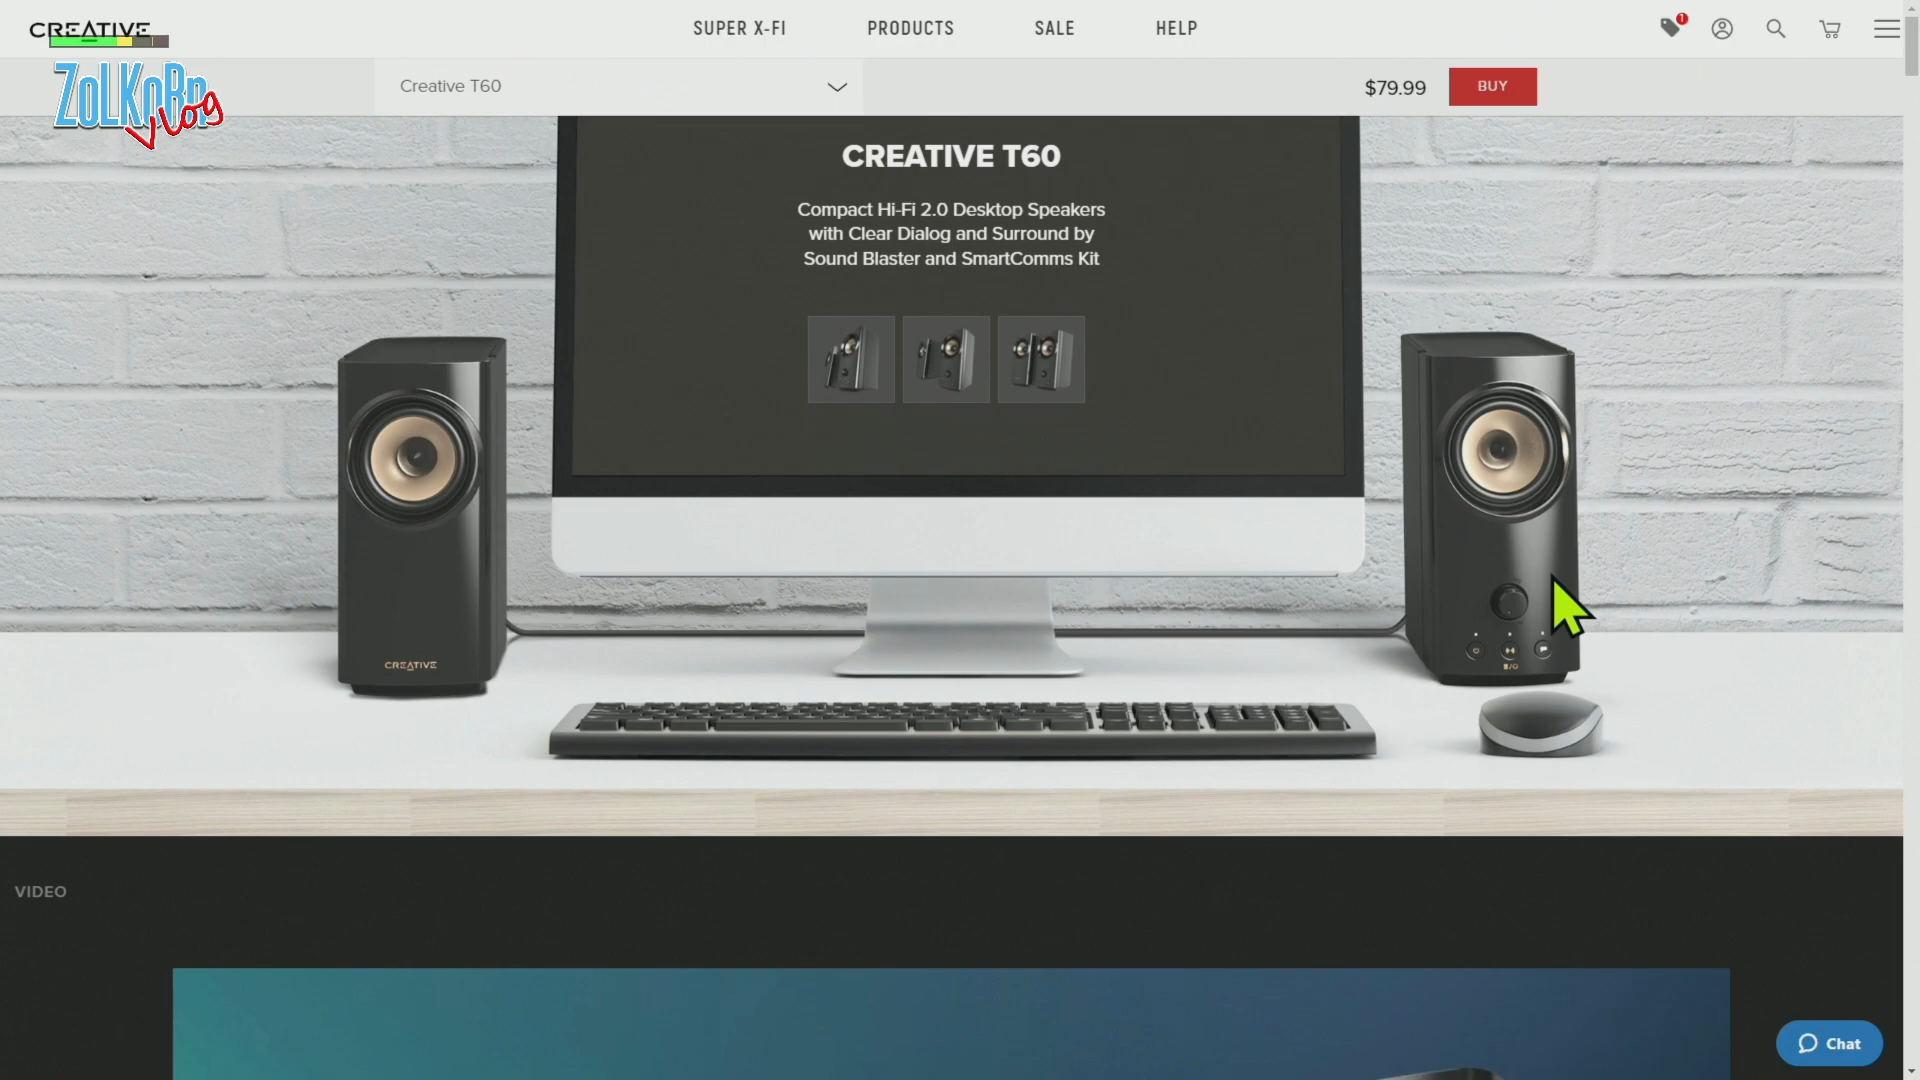 CREATIVE
SUPER X-FI
PRODUCTS
SALE
HELP
1
ZOLKORN
Vlog
Creative T60
$79.99
BUY
CREATIVE T60
Compact Hi-Fi 2.0 Desktop Speakers
with Clear Dialog and Surround by
Sound Blaster and SmartComms Kit
CREATIVE
VIDEO
Chat